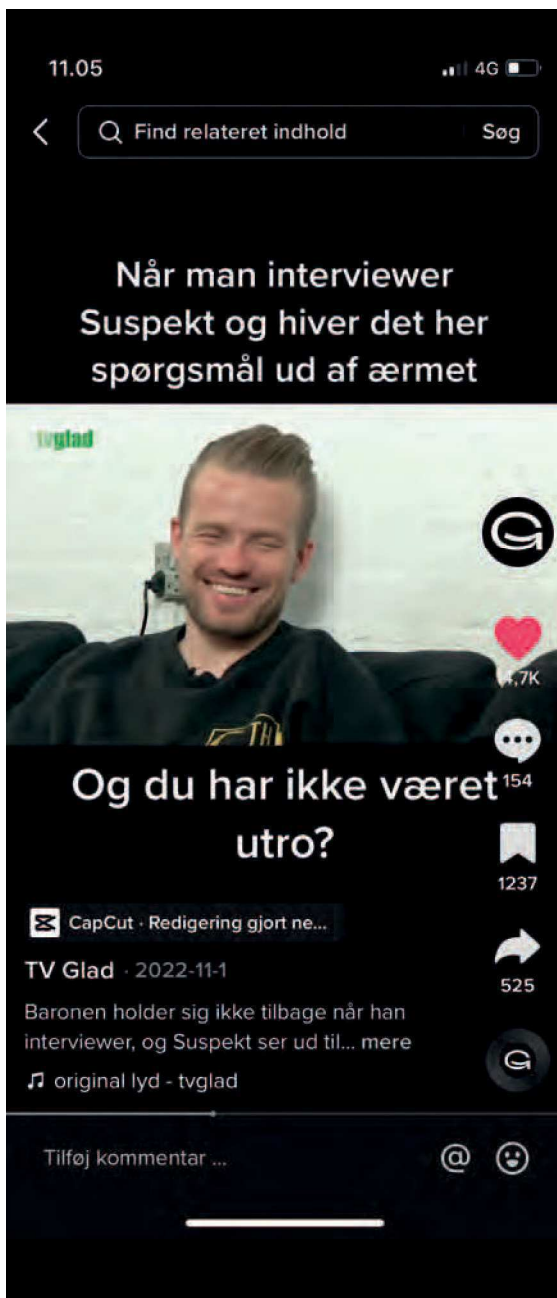 11.05
4G
Find relateret indhold
Søg
Når man interviewer
Suspekt og hiver det her
spørgsmål ud af ærmet
tvglad
TH
4,7K
154
Og du har ikke været
utro?
1237
CapCut · Redigering gjort ne...
TV Glad · 2022-11-1
525
Baronen holder sig ikke tilbage når han
interviewer, og Suspekt ser ud til... mere
original lyd - tvglad
Tilføj kommentar ...
@